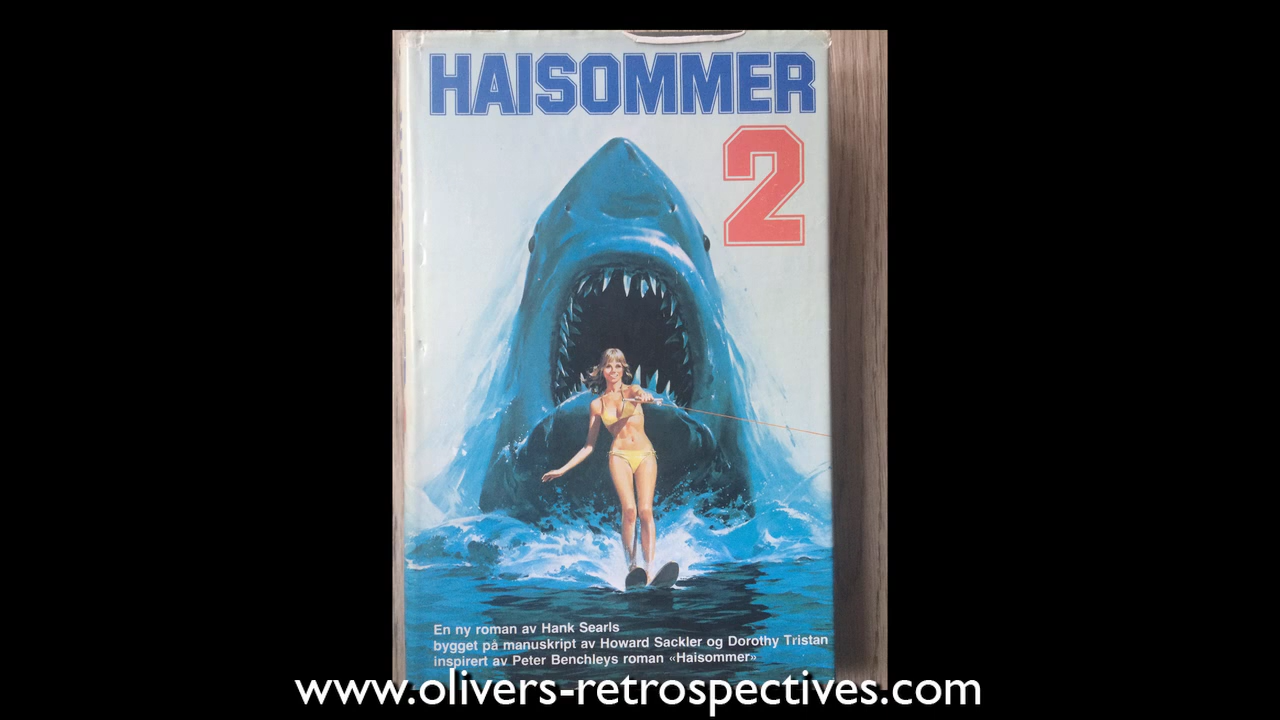 HAISOMMER
2
En ny roman av Hank Searls
bygget på manuskript av Howard Sackler og Dorothy Tristan
inspirert av Peter Benchleys roman «Haisommer»
www.olivers-retrospectives.com